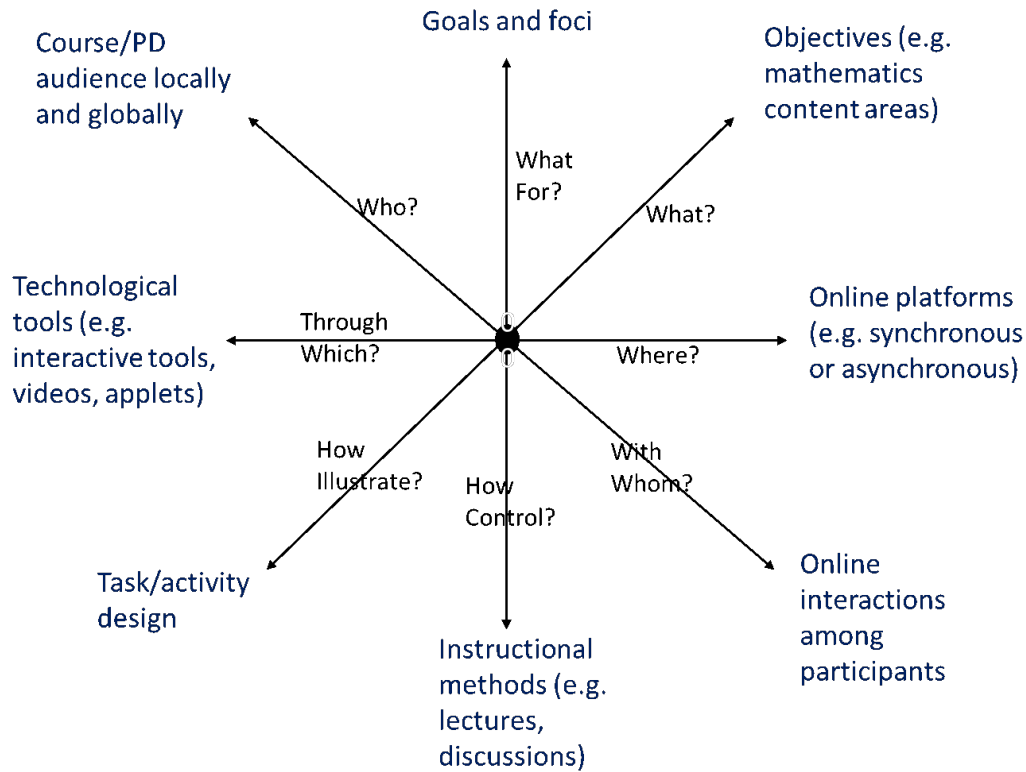 Goals and foci
Course/PD
audience locally
and globally
Objectives (e.g.
mathematics
content areas)
What
For?
Who?
What?
Technological
tools (e.g.
interactive tools,
videos, applets)
Through
Which?
Where?
Online platforms
(e.g. synchronous
or asynchronous)
How
Illustrate?
How
Control?
With
Whom?
Task/activity
design
Online
interactions
among
participants
Instructional
methods (e.g.
lectures,
discussions)